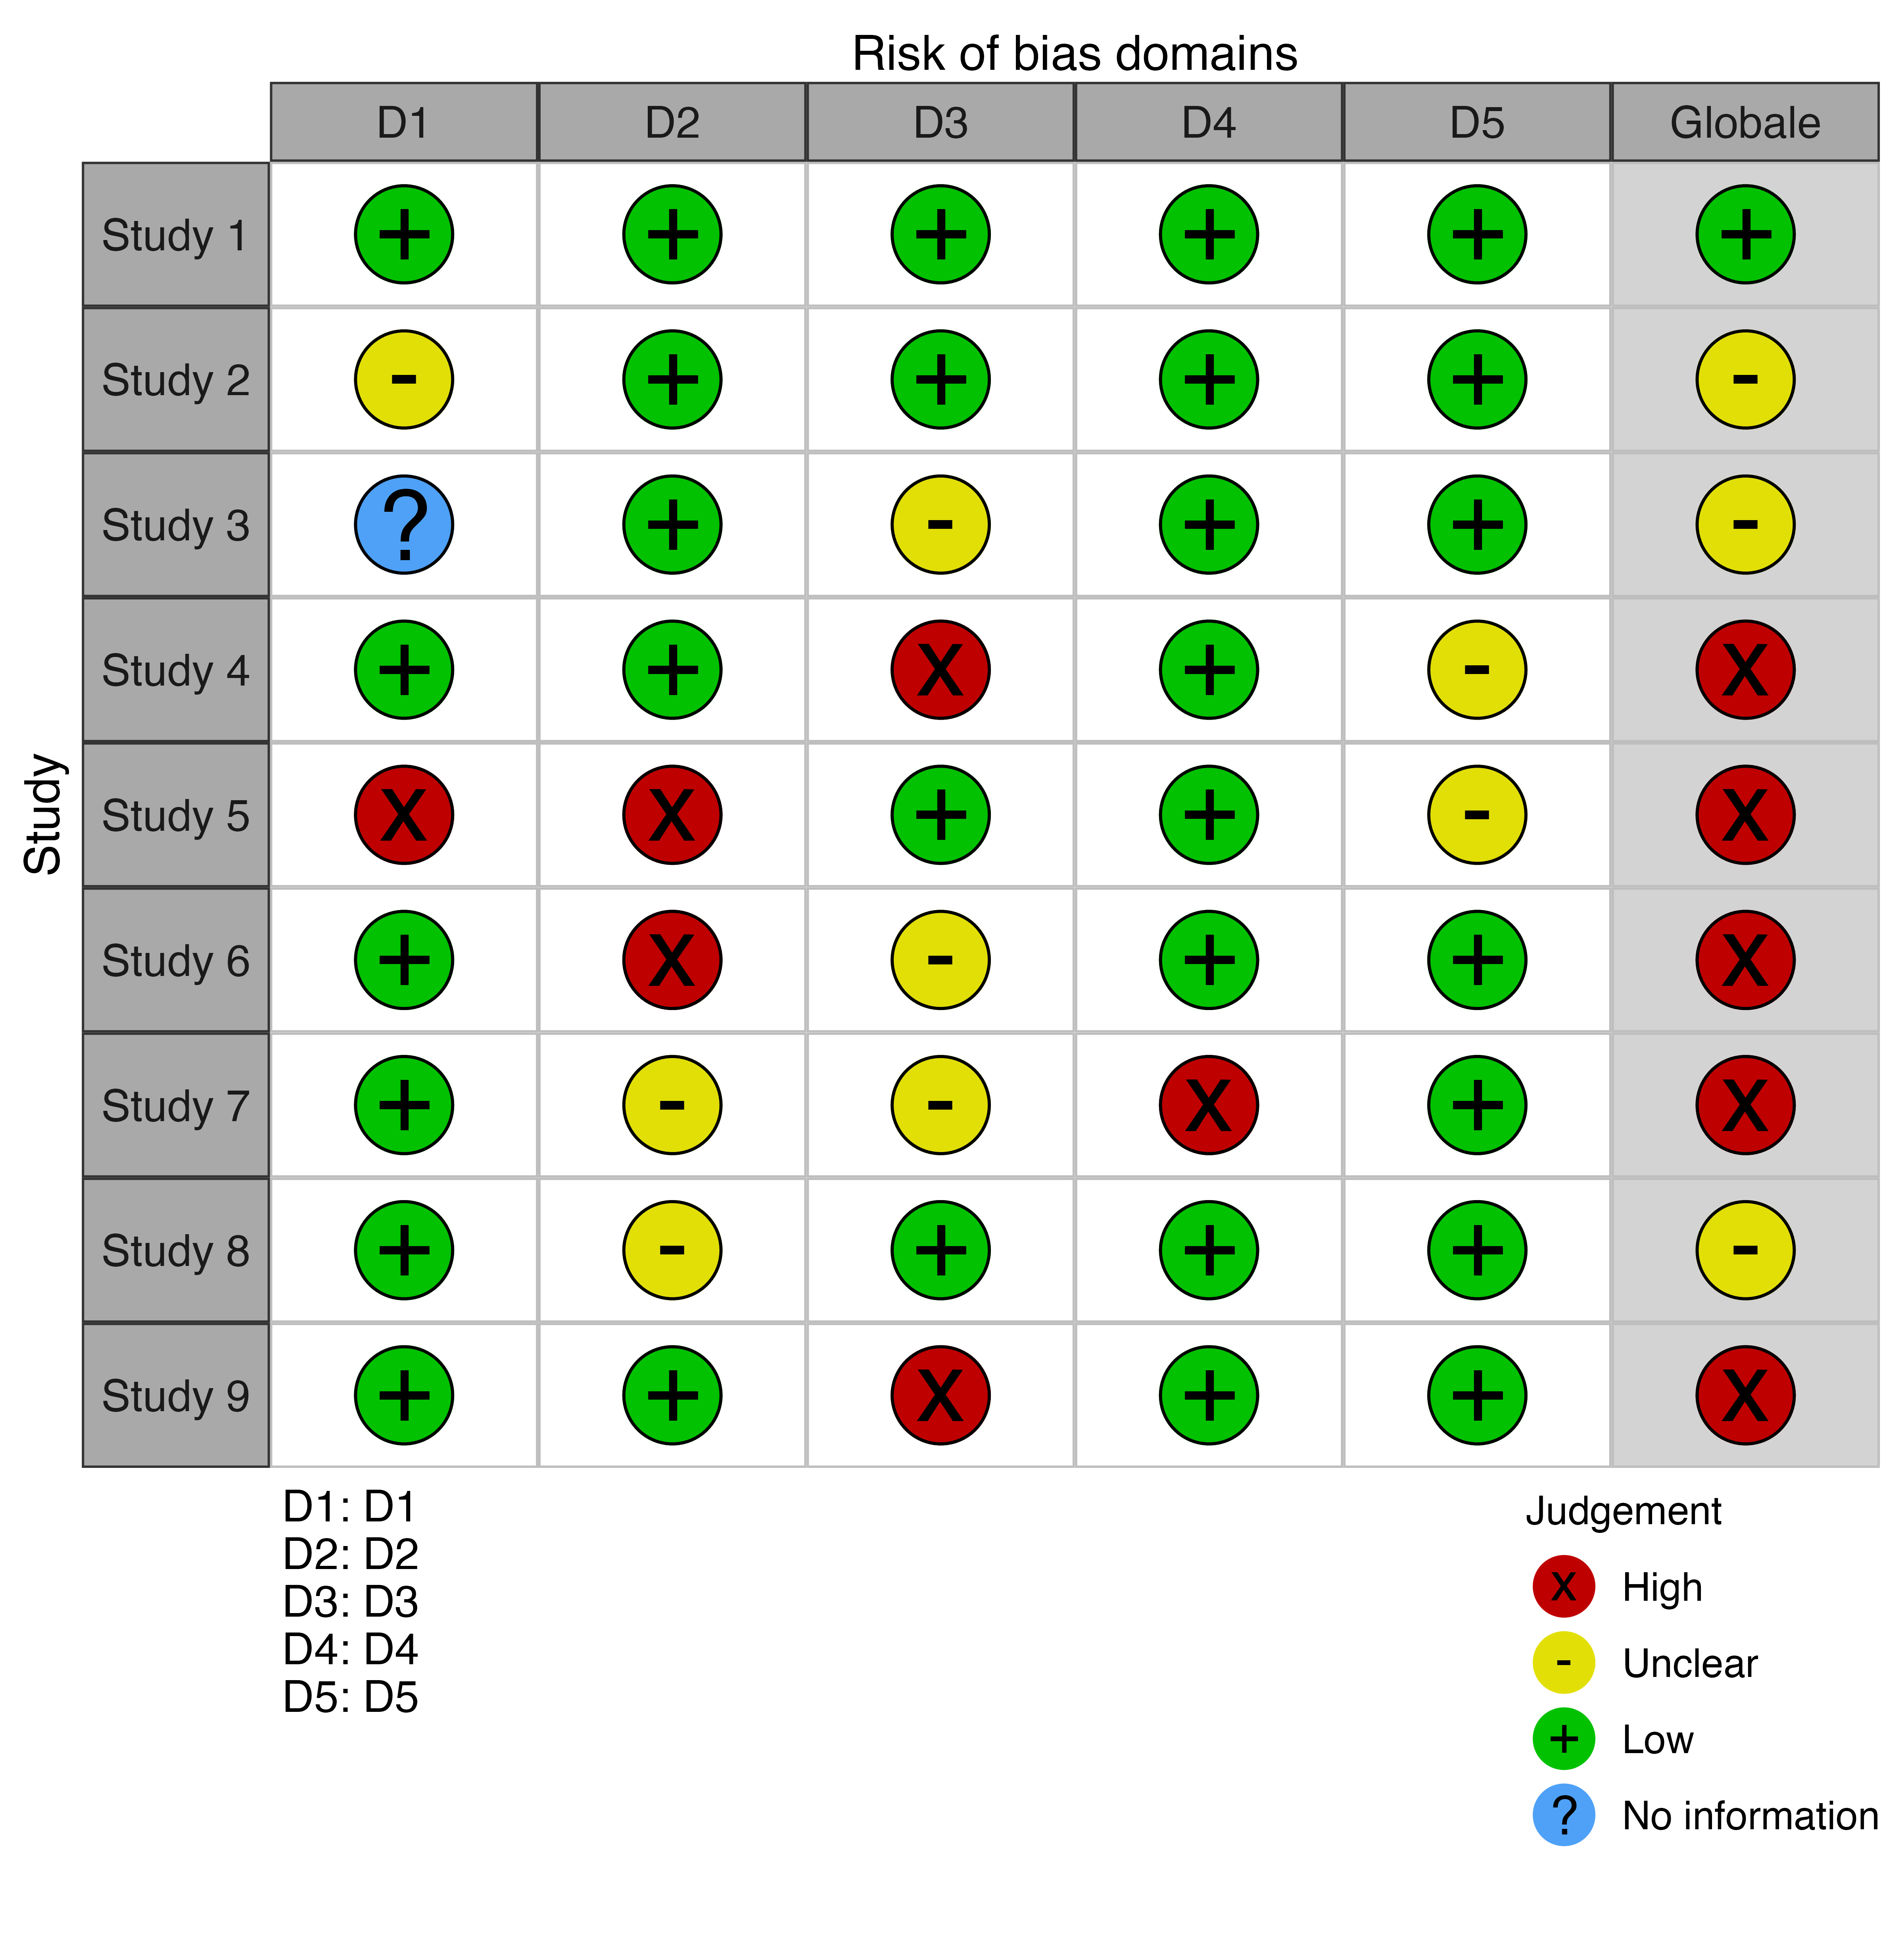 Risk of bias domains
D1 D2 D3 D4 D5 Globale
Study
Study 1 + + + + + +
Study 2 - + + + + -
Study 3 ? + - + + -
Study 4 + + X + - X
Study 5 X X + + - X
Study 6 + X - + + X
Study 7 + - - X + X
Study 8 + - + + + -
Study 9 + + X + + X
D1: D1
D2: D2
D3: D3
D4: D4
D5: D5
Judgement
X High
- Unclear
+ Low
? No information